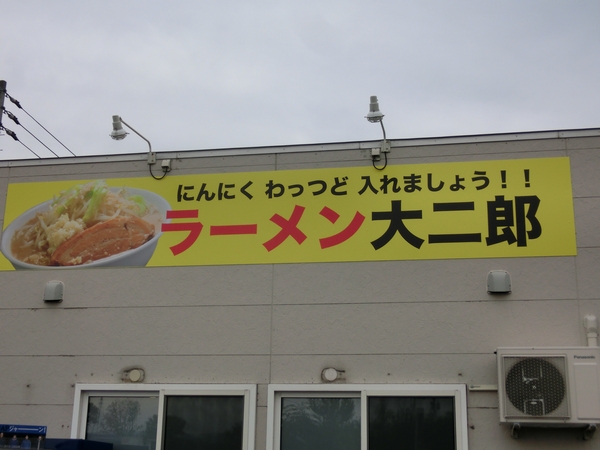 にんにく わっつど 入れましょう！！
ラーメン大二郎
Panasonic